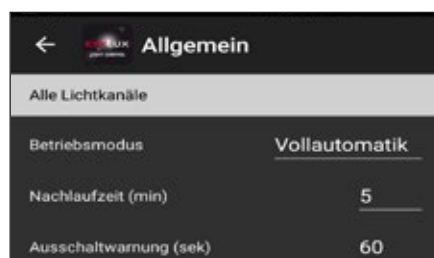 Allgemein
Alle Lichtkanäle
Betriebsmodus Vollautomatik
Nachlaufzeit (min) 5
Ausschaltwarnung (sek) 60